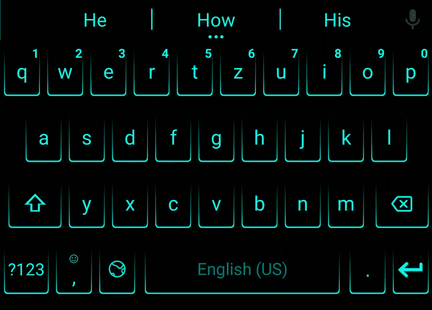 He How His
1 2 3 4 5 6 7 8 9 0
q w e r t z u i o p
a s d f g h j k l
y x c v b n m
?123 , English (US) .